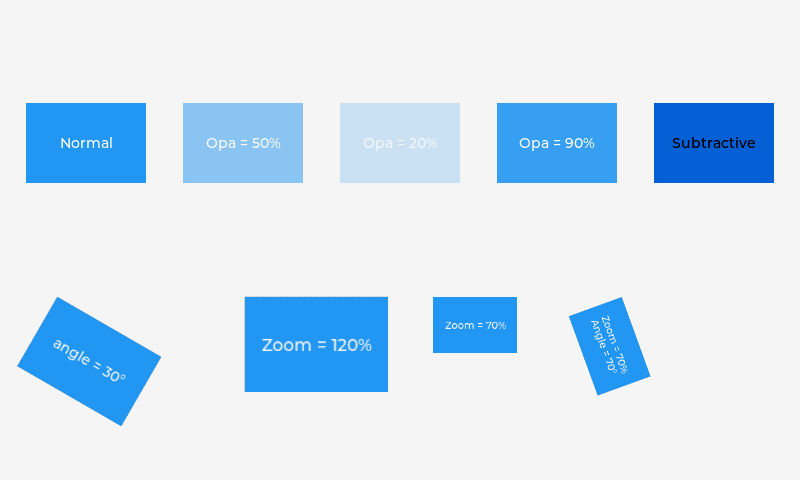 Normal
Opa = 50%
Opa = 20%
Opa = 90%
Subtractive
angle = 30°
Zoom = 120%
Zoom = 70%
Zoom = 70%
Angle = 70°